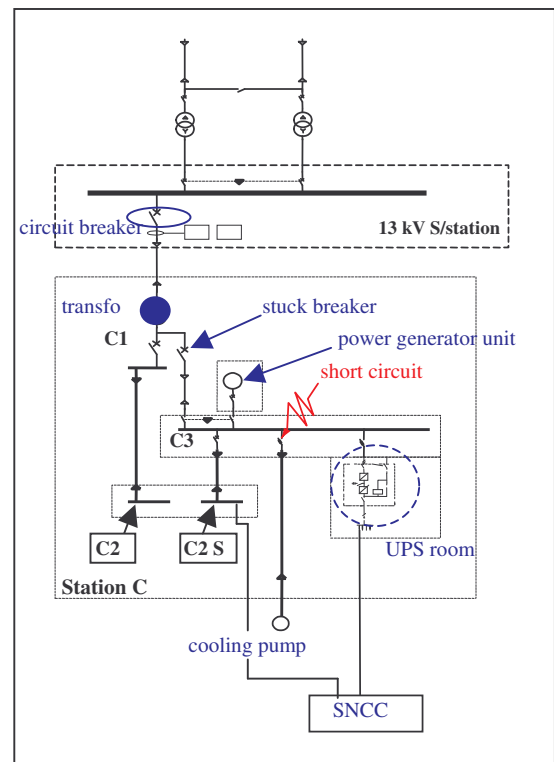 circuit breaker
13 kV S/station
transfo
stuck breaker
C1
power generator unit
short circuit
C3
C2
C2 S
UPS room
Station C
cooling pump
SNCC